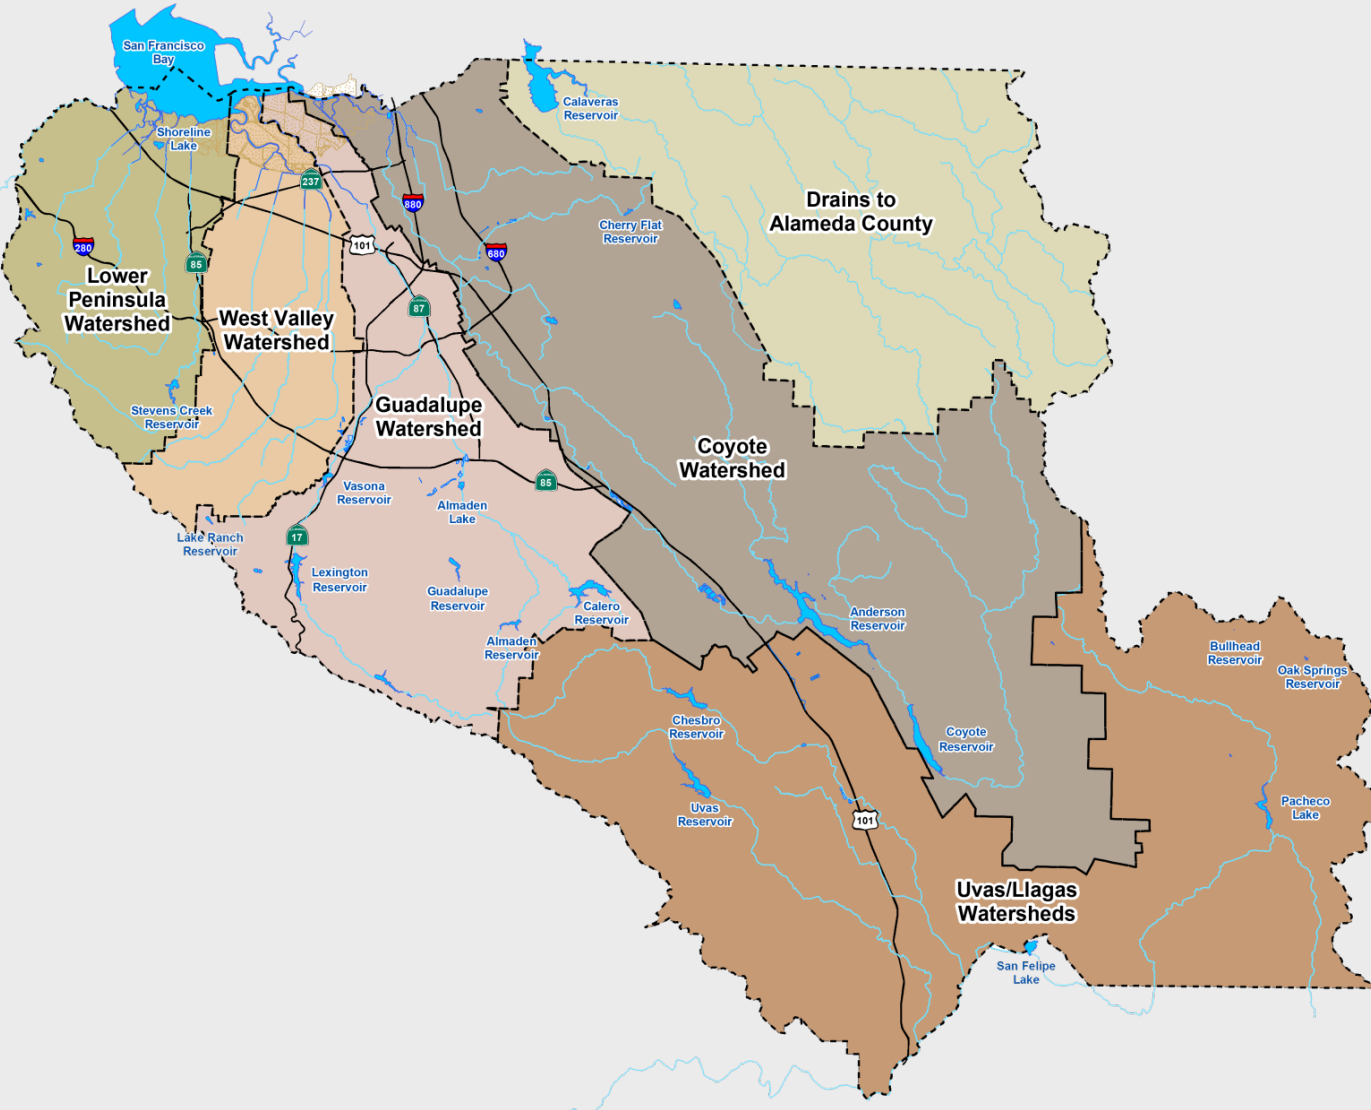 San Francisco
Bay
Calaveras
Reservoir
Shoreline
Lake
237
880
Drains to
Alameda County
Cherry Flat
Reservoir
280
101
680
85
Lower
Peninsula
Watershed
87
West Valley
Watershed
Stevens Creek
Reservoir
Guadalupe
Watershed
Coyote
Watershed
85
Vasona
Reservoir
Almaden
Lake
Lake Ranch
Reservoir
17
Lexington
Reservoir
Guadalupe
Reservoir
Calero
Reservoir
Anderson
Reservoir
Almaden
Reservoir
Bullhead
Reservoir
Oak Springs
Reservoir
Chesbro
Reservoir
Coyote
Reservoir
Uvas
Reservoir
101
Pacheco
Lake
Uvas/Llagas
Watersheds
San Felipe
Lake